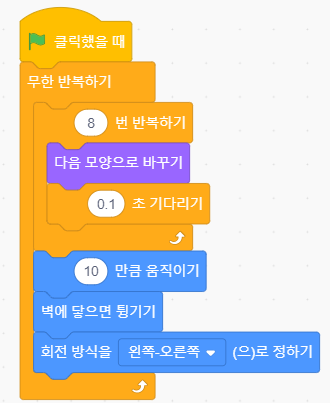 클릭했을 때
무한 반복하기
8 번 반복하기
다음 모양으로 바꾸기
0.1 초 기다리기
10 만큼 움직이기
벽에 닿으면 튕기기
회전 방식을 왼쪽-오른쪽 (으)로 정하기